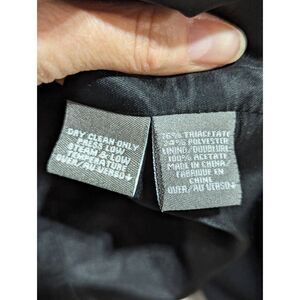 DRY CLEAN ONLY
PRESS LOW
STEAM & LOW
TEMPERATURE
OVER/AU VERSO↓
76% TRIACETATE
24% POLYESTER
LINING/DOUBLURE:
100% ACETATE
MADE IN CHINA
FABRIQUE EN
CHINE
OVER/AU VERSO↓